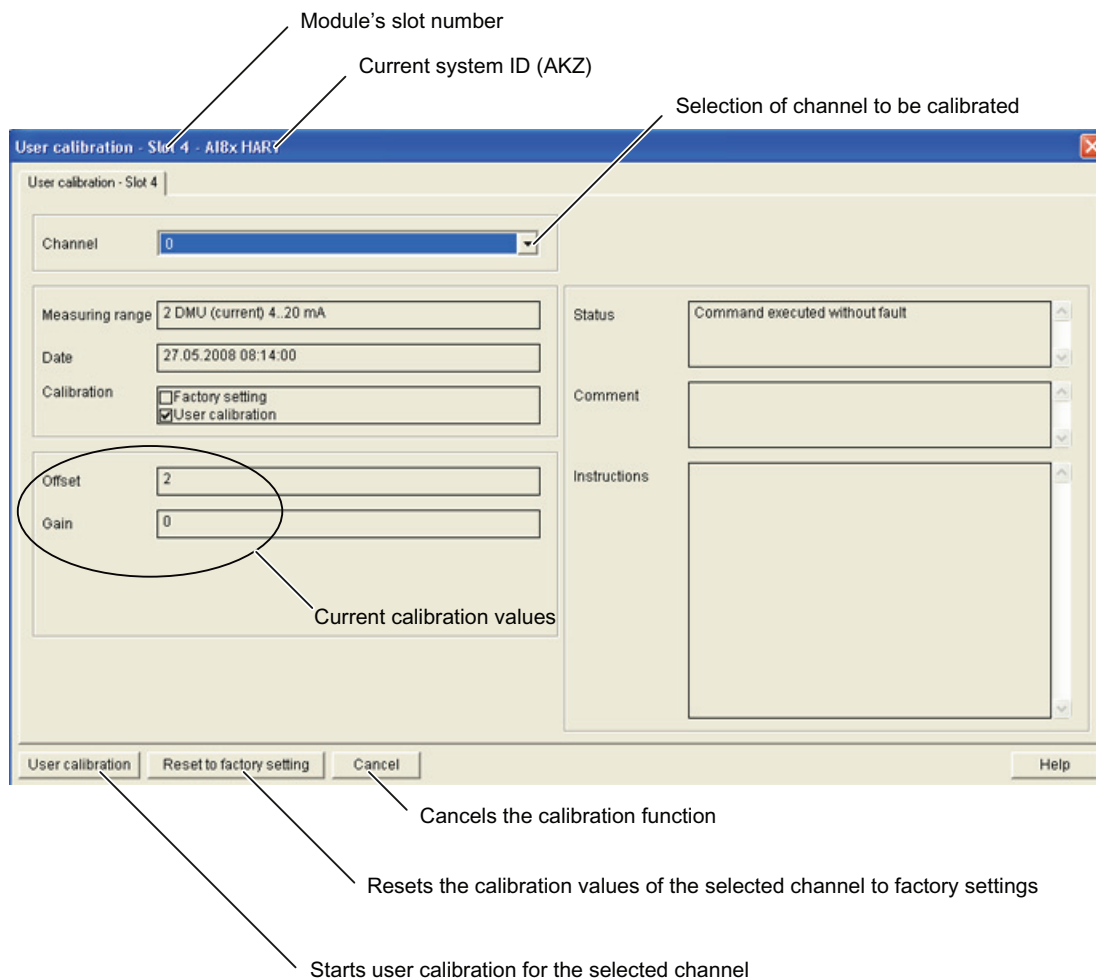 Module's slot number
Current system ID (AKZ)
Selection of channel to be calibrated
User calibration - Slot 4 - AI8x HART
User calibration - Slot 4
Channel
0
Measuring range
2 DMU (current) 4..20 mA
Date
27.05.2008 08:14:00
Calibration
Factory setting
User calibration
Offset
2
Gain
0
Current calibration values
Status
Command executed without fault
Comment
Instructions
User calibration
Reset to factory setting
Cancel
Help
Cancels the calibration function
Resets the calibration values of the selected channel to factory settings
Starts user calibration for the selected channel